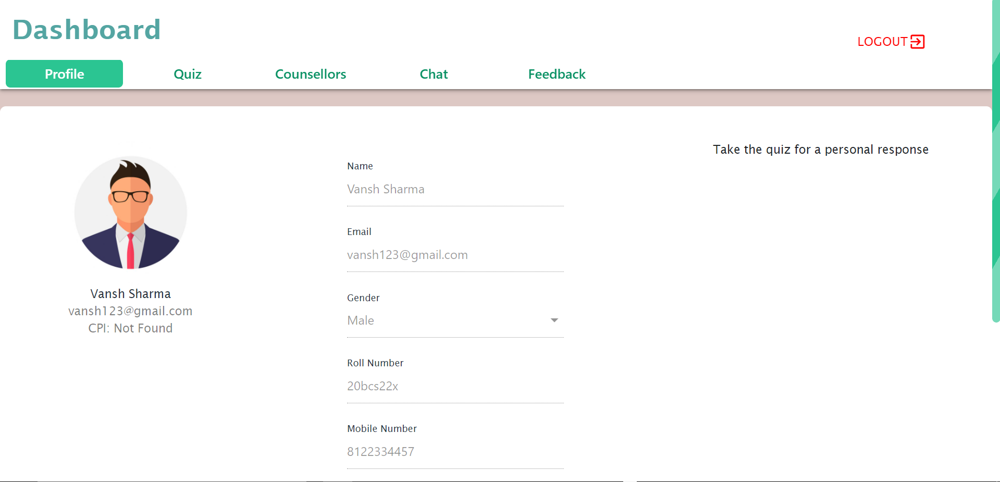 Dashboard
LOGOUT
Profile
Quiz
Counsellors
Chat
Feedback
Vansh Sharma
vansh123@gmail.com
CPI: Not Found
Name
Vansh Sharma
Email
vansh123@gmail.com
Gender
Male
Roll Number
20bcs22x
Mobile Number
8122334457
Take the quiz for a personal response